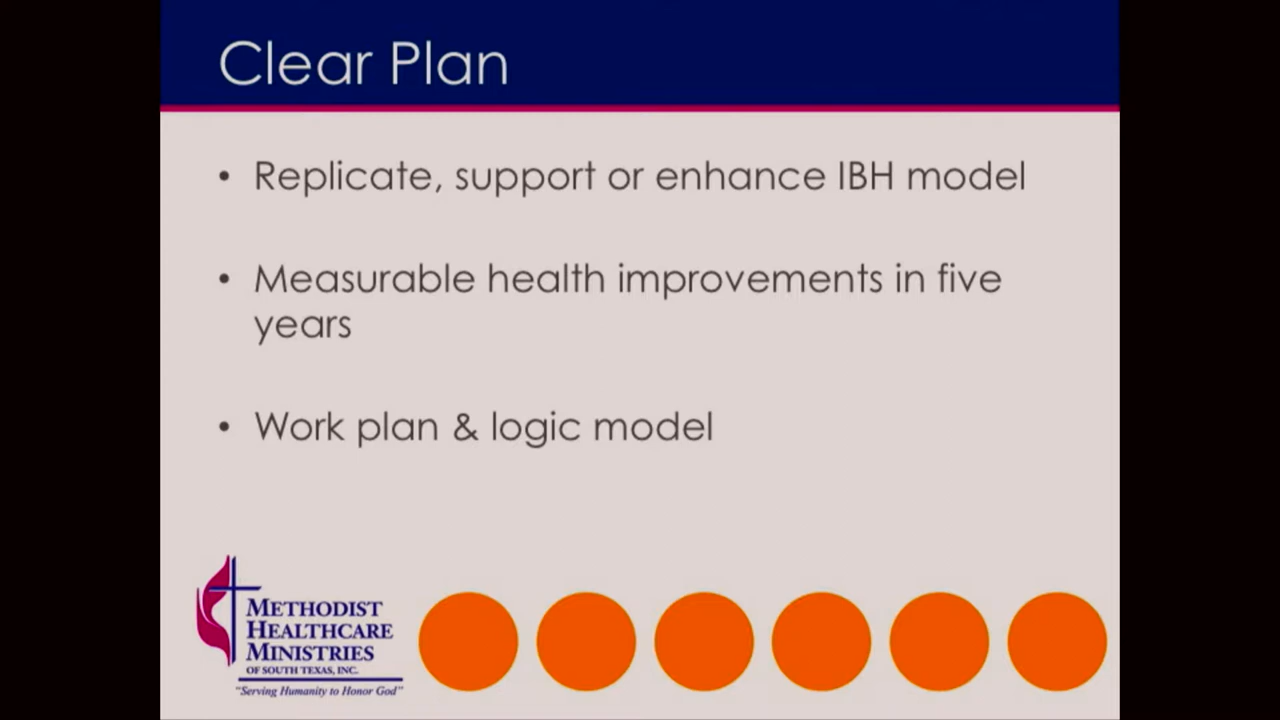 Clear Plan
• Replicate, support or enhance IBH model
• Measurable health improvements in five
years
• Work plan & logic model
METHODIST
HEALTHCARE
MINISTRIES
OF SOUTH TEXAS, INC.
"Serving Humanity to Honor God"